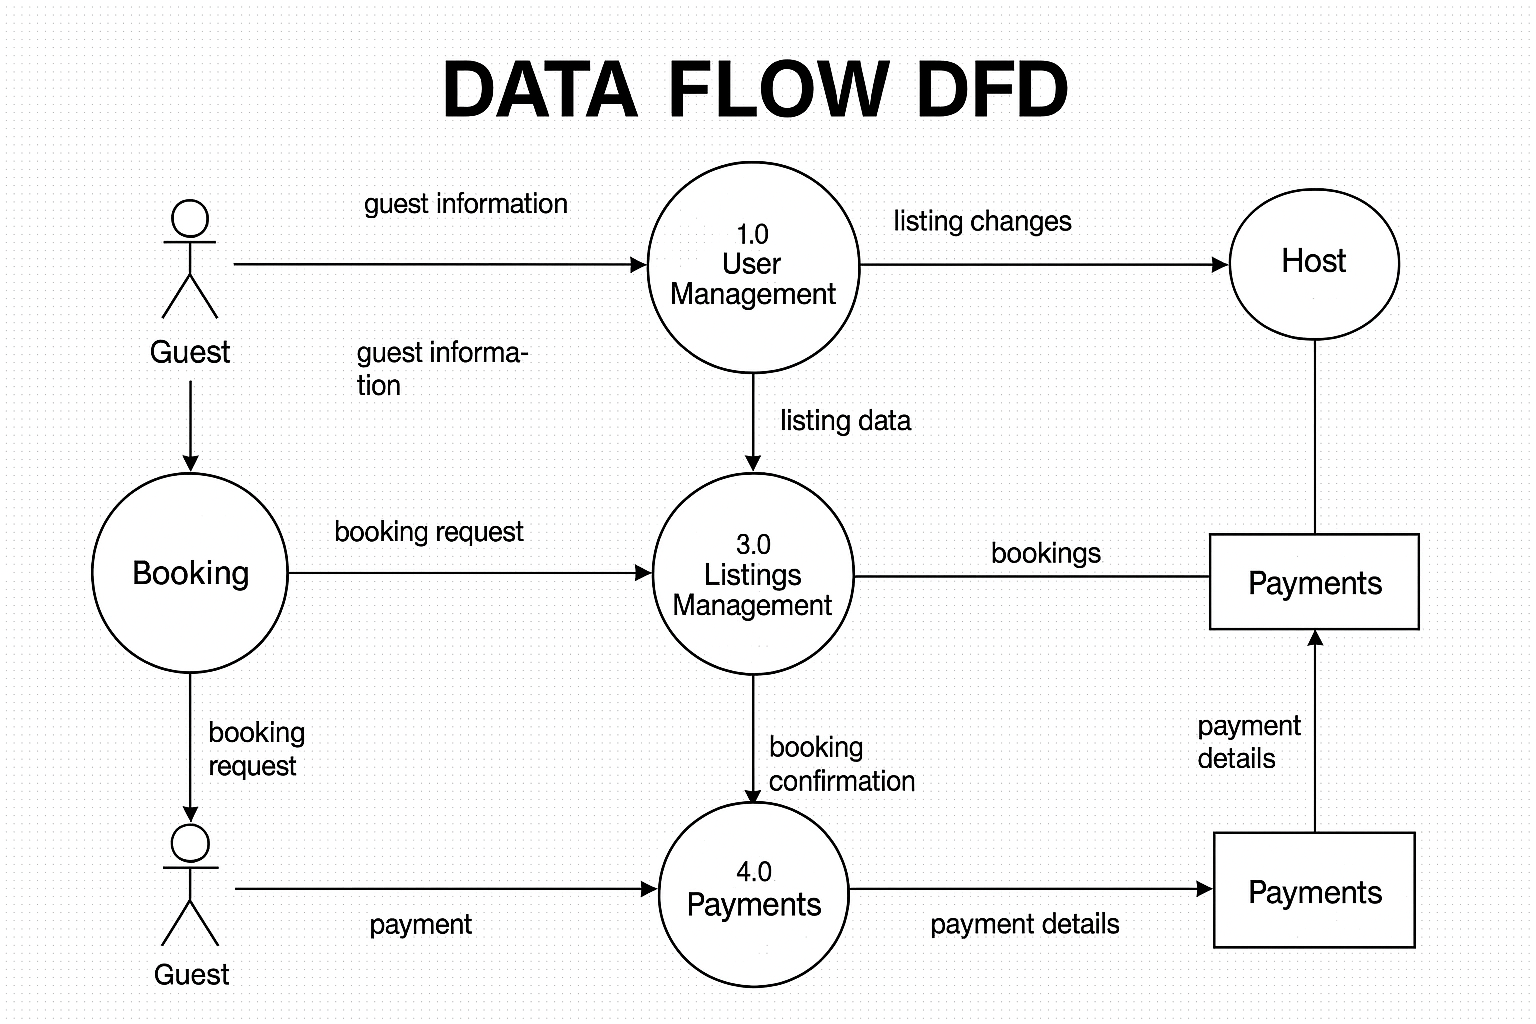 DATA FLOW DFD
guest information
1.0
User
Management
listing changes
Host
Guest
guest informa-
tion
listing data
Booking
booking request
3.0
Listings
Management
bookings
Payments
booking
request
booking
confirmation
payment
details
Guest
payment
4.0
Payments
payment details
Payments